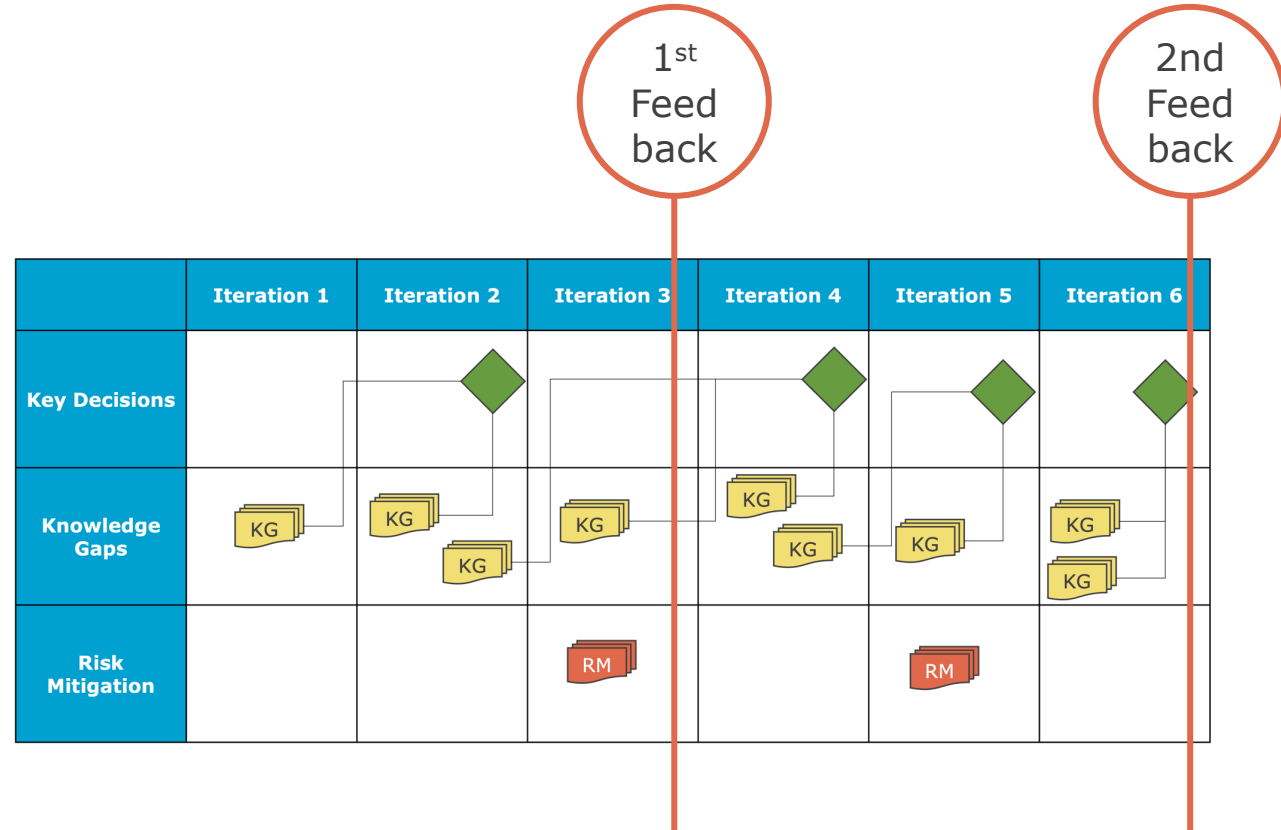 1st
Feed
back
2nd
Feed
back
Iteration 1
Iteration 2
Iteration 3
Iteration 4
Iteration 5
Iteration 6
Key Decisions
Knowledge
Gaps
KG
KG
KG
KG
KG
KG
KG
KG
KG
Risk
Mitigation
RM
RM